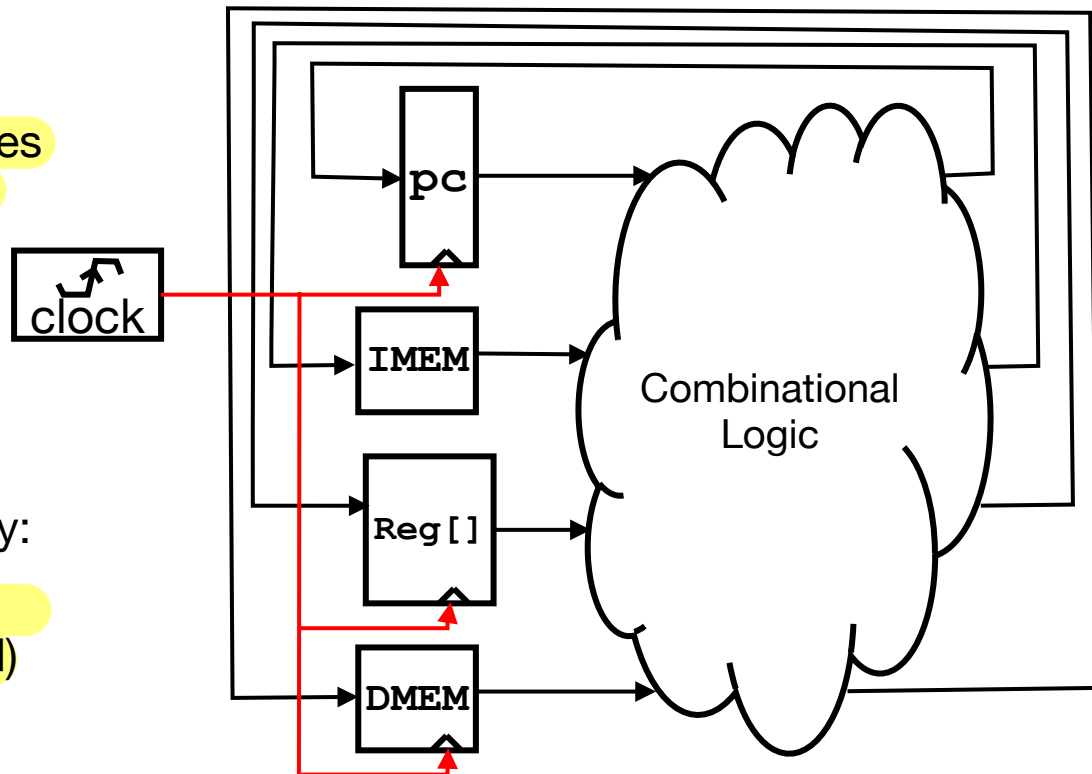 es
clock
y:
l)
pc
IMEM
Reg[]
DMEM
Combinational
Logic